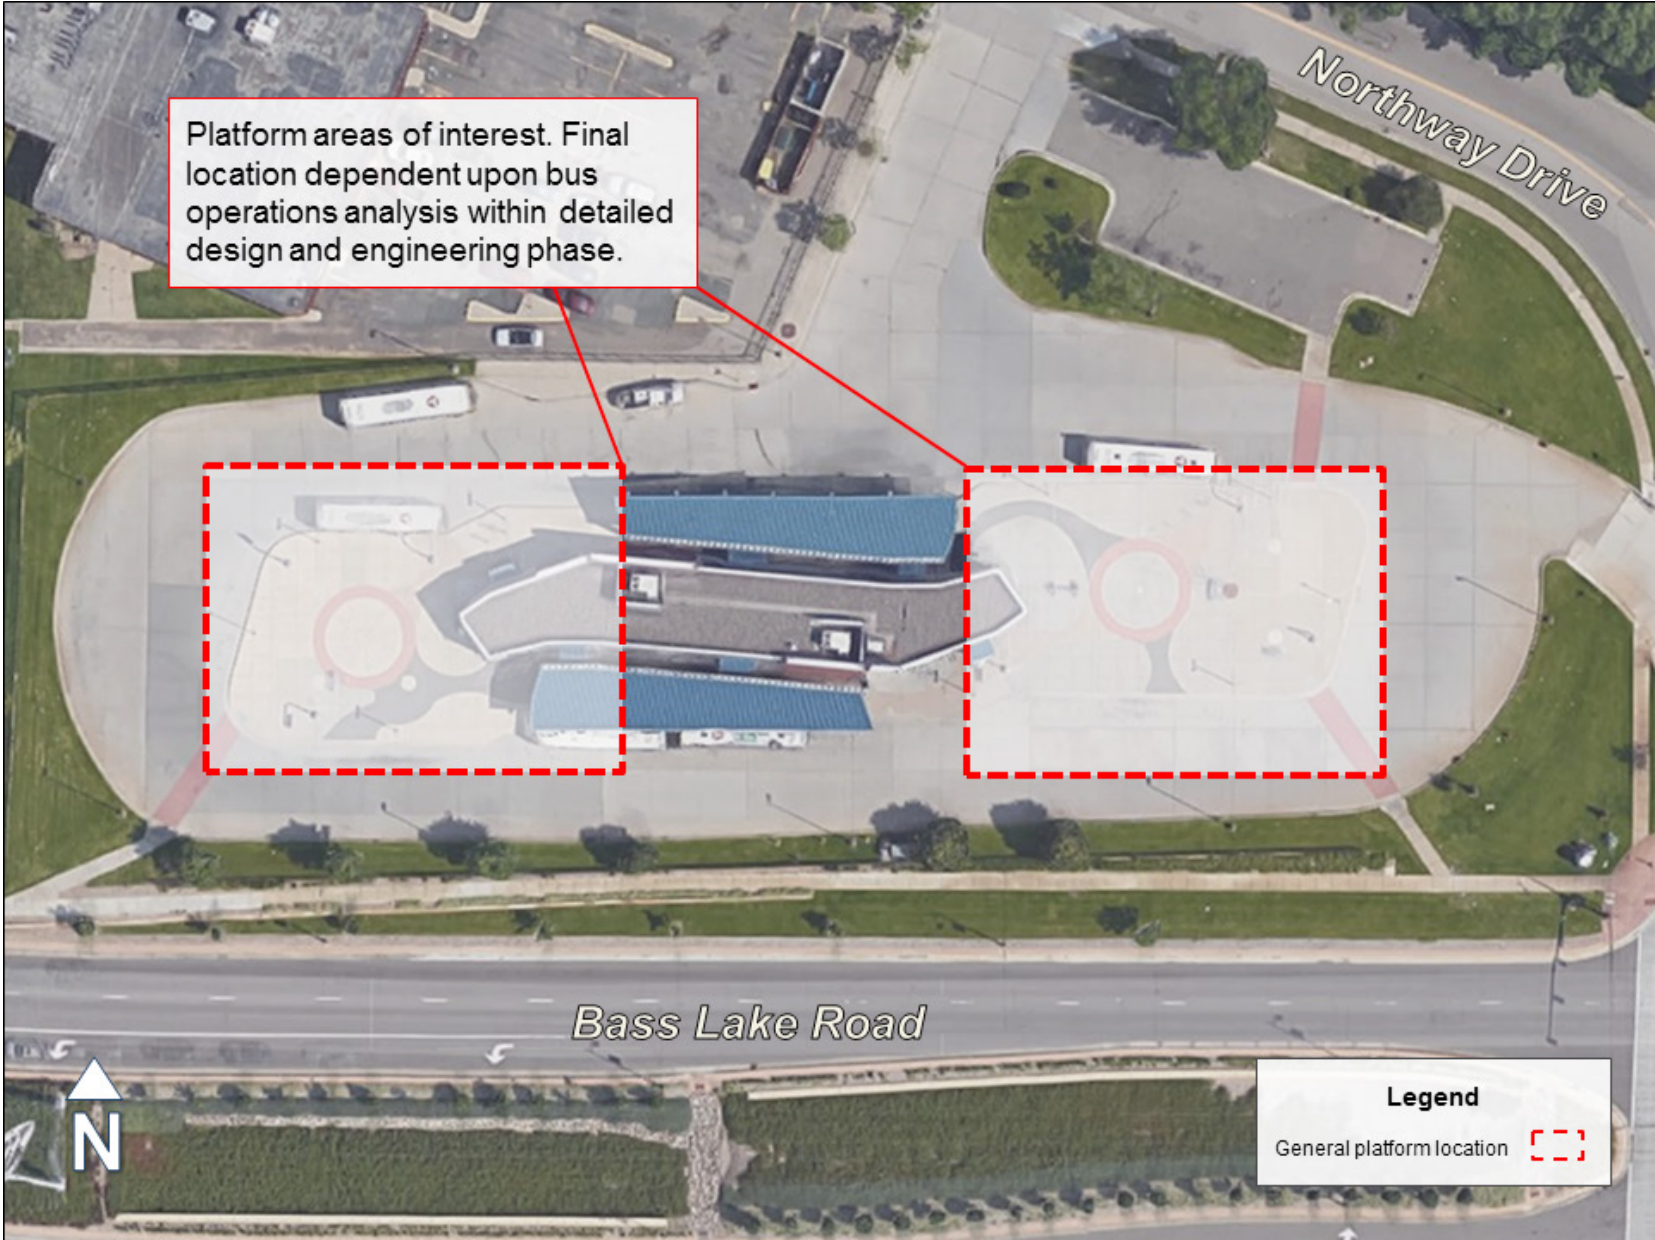 Northway Drive
Platform areas of interest. Final
location dependent upon bus
operations analysis within detailed
design and engineering phase.
Bass Lake Road
N
Legend
General platform location